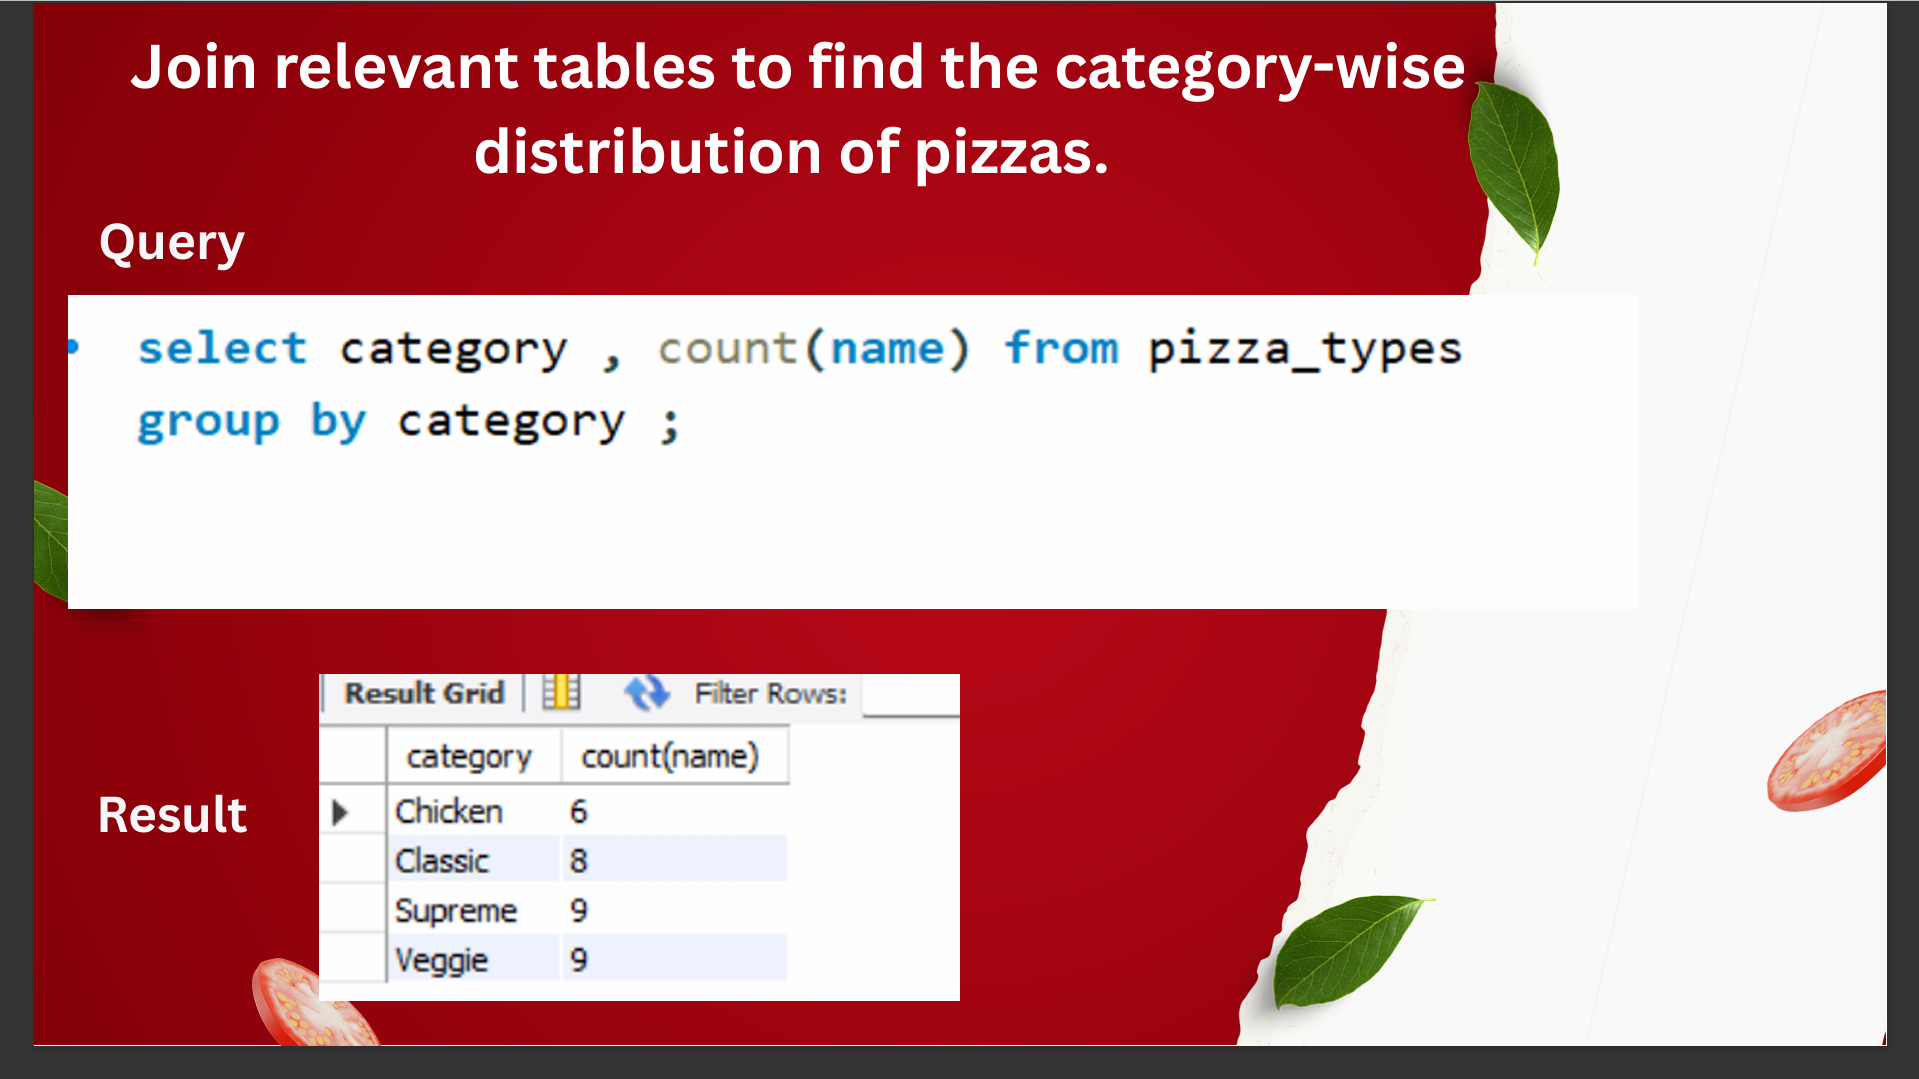 Join relevant tables to find the category-wise
distribution of pizzas.
Query
select category , count(name) from pizza_types
group by category ;
Result Grid Filter Rows:
category count(name)
Chicken 6
Result
Classic 8
Supreme 9
Veggie 9